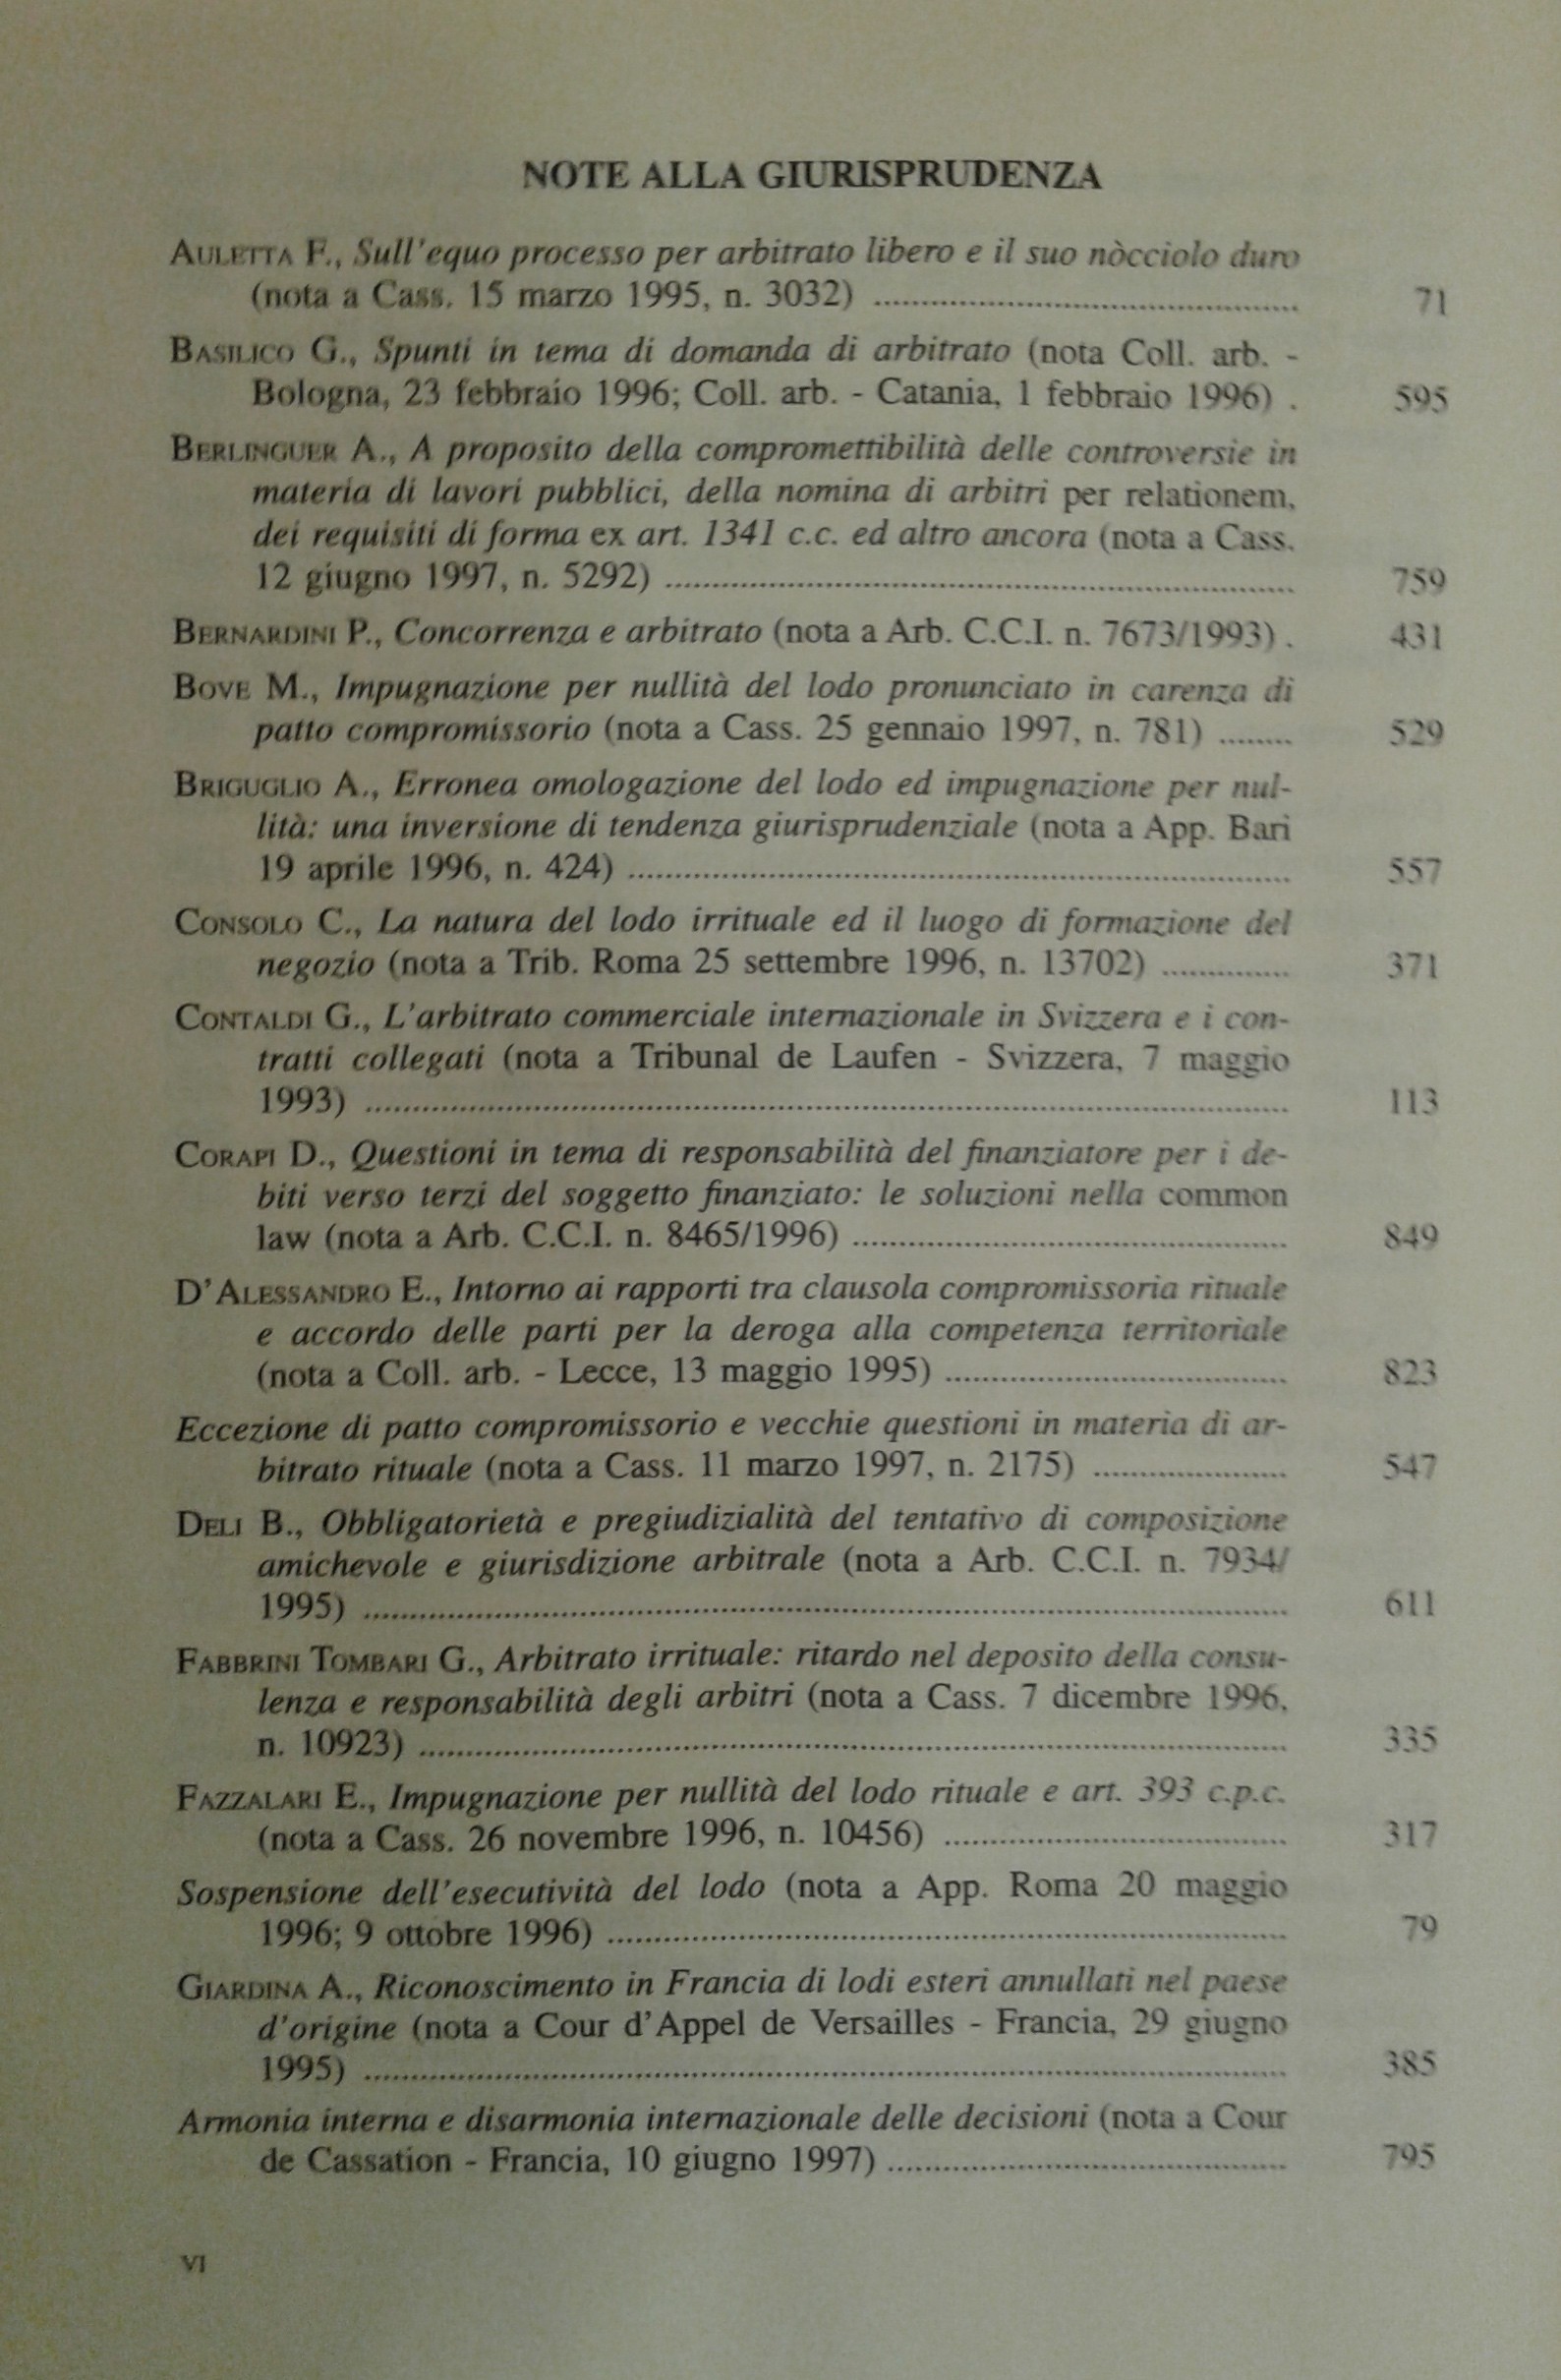 NOTE ALLA GIURISPRUDENZA
AULETTA F., Sull'equo processo per arbitrato libero e il suo nòcciolo duro
(nota a Cass. 15 marzo 1995, n. 3032) ............................................. 71
BASILICO G., Spunti in tema di domanda di arbitrato (nota Coll. arb. -
Bologna, 23 febbraio 1996; Coll. arb. - Catania, 1 febbraio 1996) . 595
BERLINGUER A., A proposito della compromettibilità delle controversie in
materia di lavori pubblici, della nomina di arbitri per relationem,
dei requisiti di forma ex art. 1341 c.c. ed altro ancora (nota a Cass.
12 giugno 1997, n. 5292) .................................................................. 759
BERNARDINI P., Concorrenza e arbitrato (nota a Arb. C.C.I. n. 7673/1993) . 431
BOVE M., Impugnazione per nullità del lodo pronunciato in carenza di
patto compromissorio (nota a Cass. 25 gennaio 1997, n. 781) ........ 529
BRIGUGLIO A., Erronea omologazione del lodo ed impugnazione per nul-
lità: una inversione di tendenza giurisprudenziale (nota a App. Bari
19 aprile 1996, n. 424) ...................................................................... 557
CONSOLO C., La natura del lodo irrituale ed il luogo di formazione del
negozio (nota a Trib. Roma 25 settembre 1996, n. 13702) .............. 371
CONTALDI G., L'arbitrato commerciale internazionale in Svizzera e i con-
tratti collegati (nota a Tribunal de Laufen - Svizzera, 7 maggio
1993) .................................................................................................. 113
CORAPI D., Questioni in tema di responsabilità del finanziatore per i de-
biti verso terzi del soggetto finanziato: le soluzioni nella common
law (nota a Arb. C.C.I. n. 8465/1996) .............................................. 849
D'ALESSANDRO E., Intorno ai rapporti tra clausola compromissoria rituale
e accordo delle parti per la deroga alla competenza territoriale
(nota a Coll. arb. - Lecce, 13 maggio 1995) .................................... 823
Eccezione di patto compromissorio e vecchie questioni in materia di ar-
bitrato rituale (nota a Cass. 11 marzo 1997, n. 2175) ..................... 547
DELI B., Obbligatorietà e pregiudizialità del tentativo di composizione
amichevole e giurisdizione arbitrale (nota a Arb. C.C.I. n. 7934/
1995) .................................................................................................. 611
FABBRINI TOMBARI G., Arbitrato irrituale: ritardo nel deposito della consu-
lenza e responsabilità degli arbitri (nota a Cass. 7 dicembre 1996,
n. 10923) ............................................................................................ 335
FAZZALARI E., Impugnazione per nullità del lodo rituale e art. 393 c.p.c.
(nota a Cass. 26 novembre 1996, n. 10456) .................................... 317
Sospensione dell'esecutività del lodo (nota a App. Roma 20 maggio
1996; 9 ottobre 1996) ........................................................................ 79
GIARDINA A., Riconoscimento in Francia di lodi esteri annullati nel paese
d'origine (nota a Cour d'Appel de Versailles - Francia, 29 giugno
1995) .................................................................................................. 385
Armonia interna e disarmonia internazionale delle decisioni (nota a Cour
de Cassation - Francia, 10 giugno 1997) .......................................... 795
VI